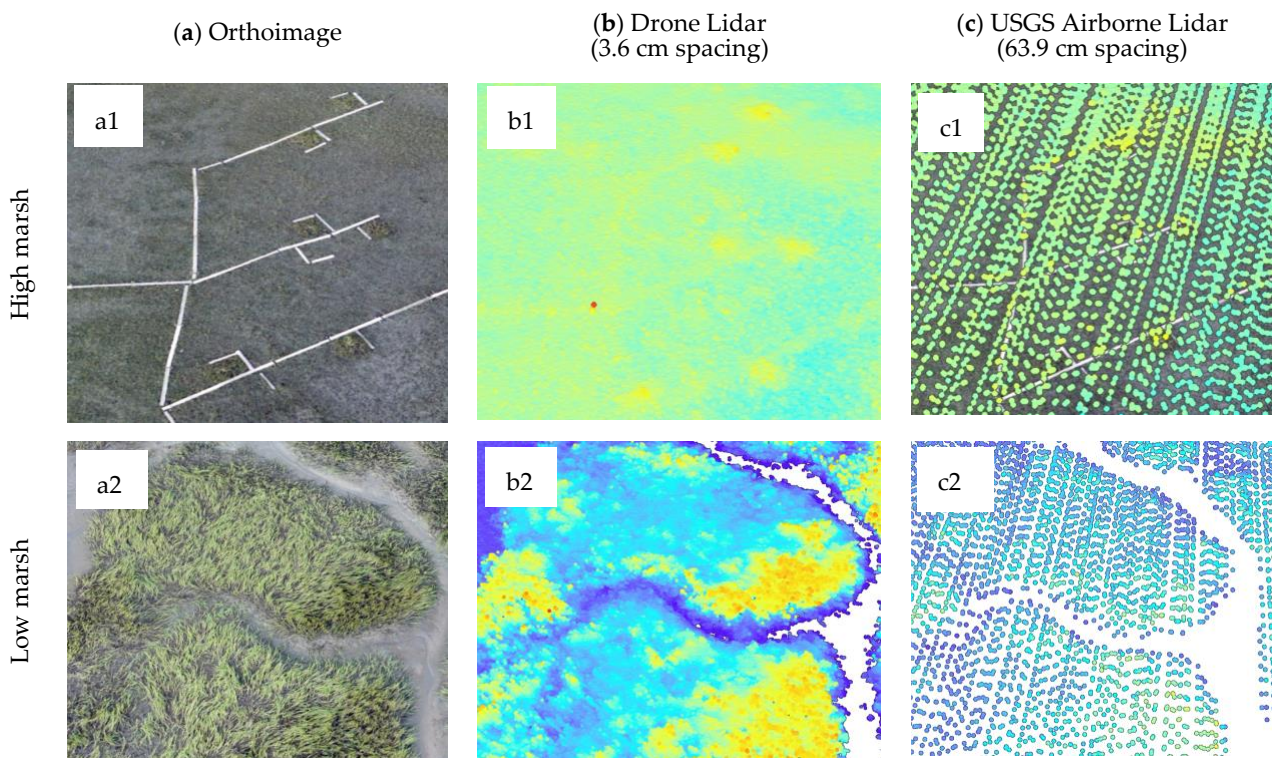 (a) Orthoimage
(b) Drone Lidar
(3.6 cm spacing)
(c) USGS Airborne Lidar
(63.9 cm spacing)
High marsh
a1
b1
c1
Low marsh
a2
b2
c2